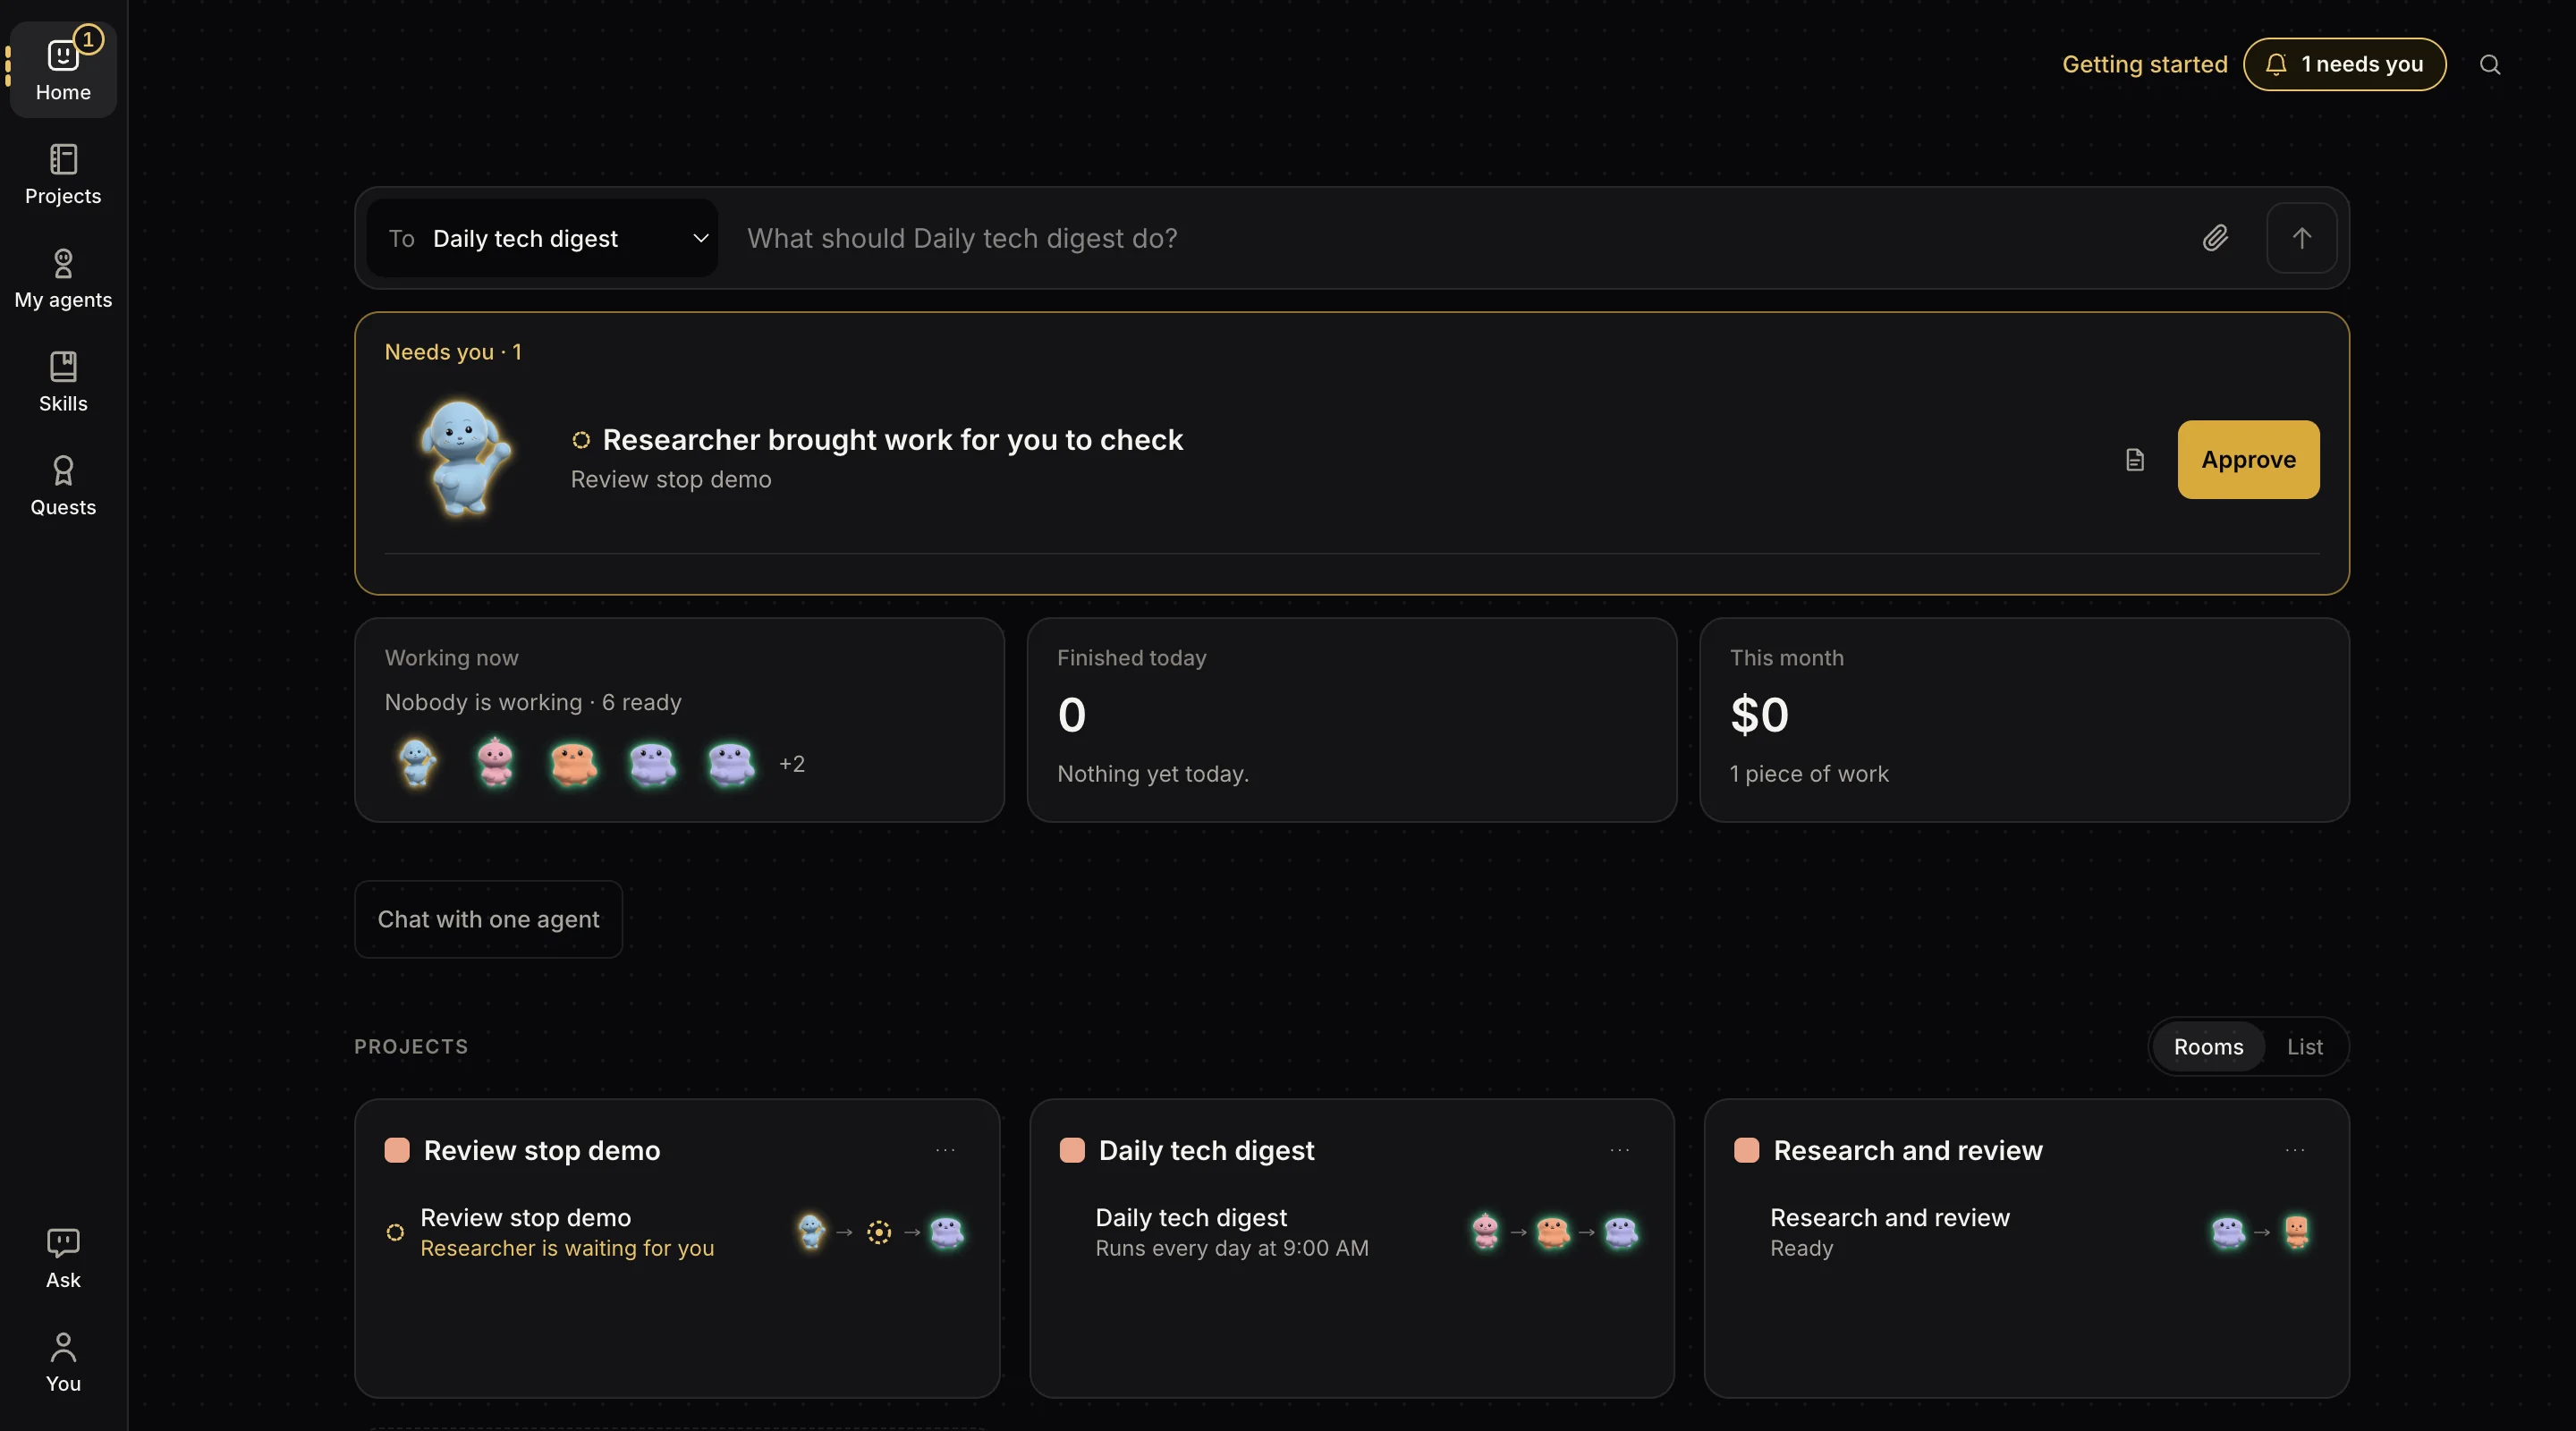 1
Home
Projects
My agents
Skills
Quests
Ask
You
Getting started
1 needs you
To Daily tech digest
What should Daily tech digest do?
Needs you · 1
Researcher brought work for you to check
Review stop demo
Approve
Working now
Nobody is working · 6 ready
+2
Finished today
0
Nothing yet today.
This month
$0
1 piece of work
Chat with one agent
PROJECTS
Rooms
List
Review stop demo
Review stop demo
Researcher is waiting for you
Daily tech digest
Daily tech digest
Runs every day at 9:00 AM
Research and review
Research and review
Ready